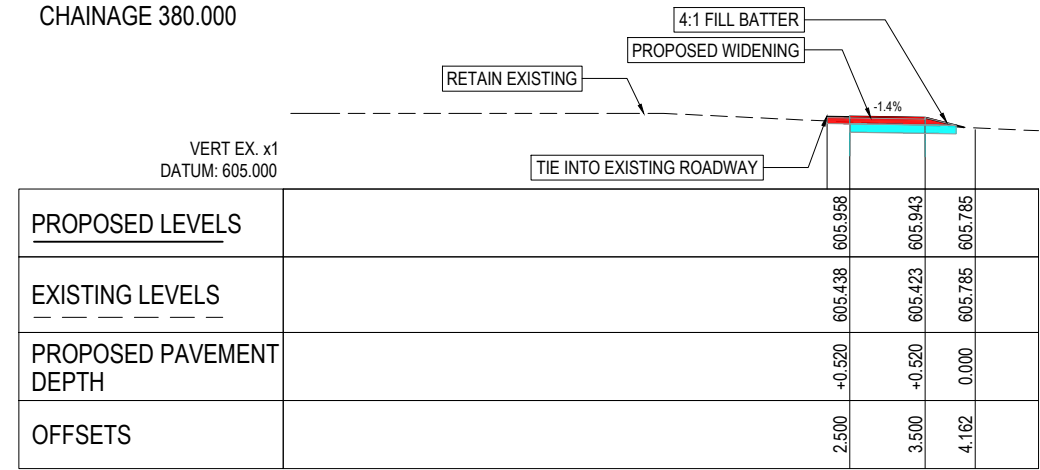 CHAINAGE 380.000
4:1 FILL BATTER
PROPOSED WIDENING
RETAIN EXISTING
-1.4%
VERT EX. x1
DATUM: 605.000
TIE INTO EXISTING ROADWAY
PROPOSED LEVELS
605.958
605.943
605.785
EXISTING LEVELS
605.438
605.423
605.785
PROPOSED PAVEMENT
DEPTH
+0.520
+0.520
0.000
OFFSETS
2.500
3.500
4.162